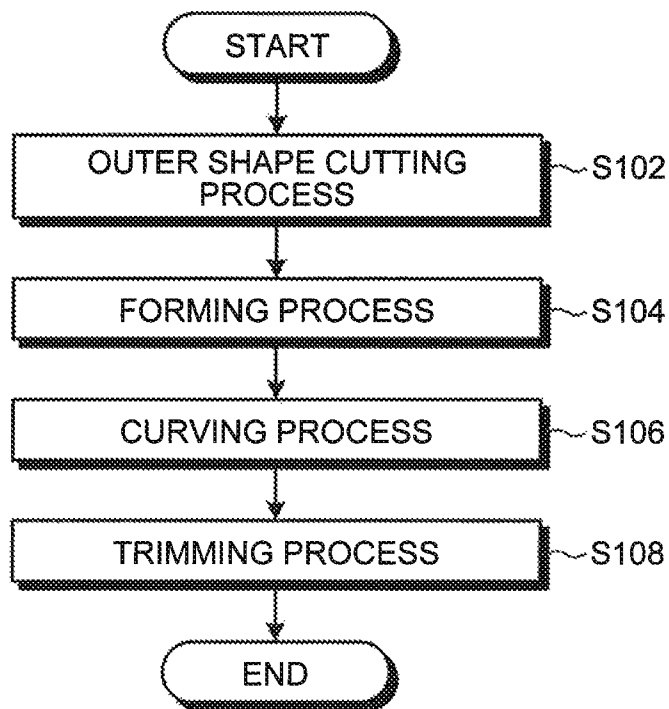 START
OUTER SHAPE CUTTING
PROCESS
S102
FORMING PROCESS
S104
CURVING PROCESS
S106
TRIMMING PROCESS
S108
END